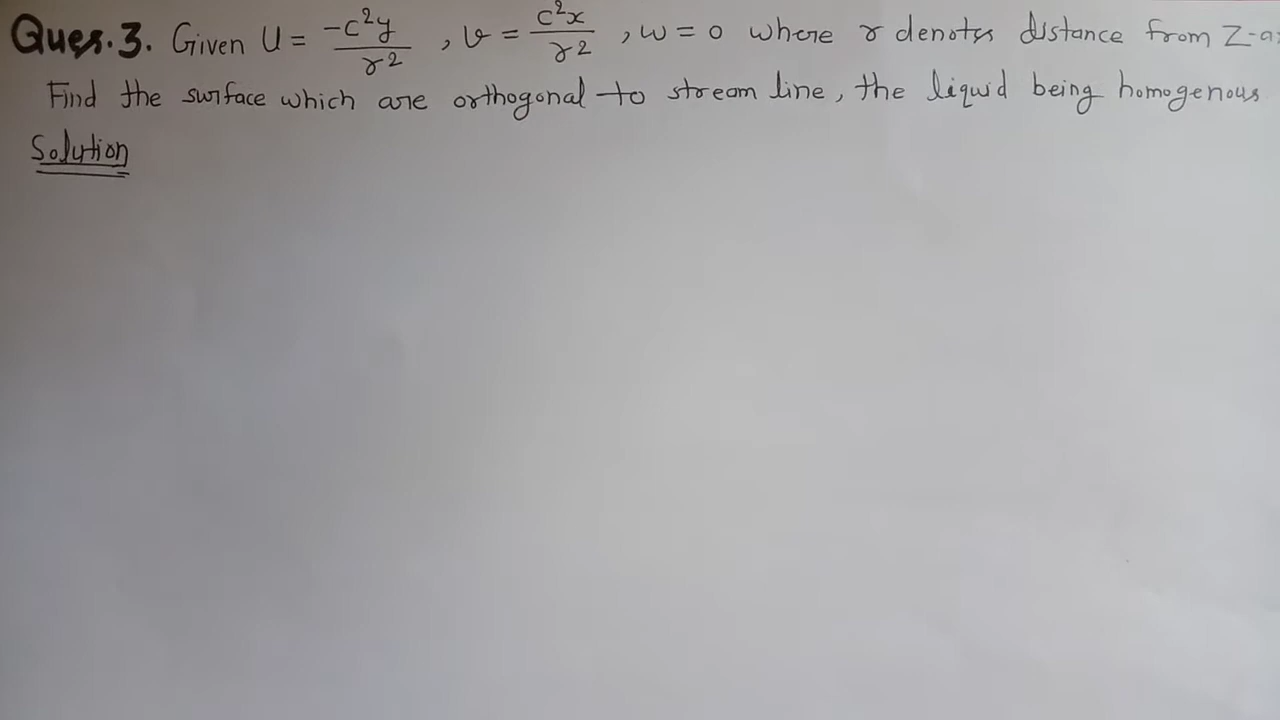 Ques.3. Given U = -c²y/r² , v = c²x/r² , w = 0 where r denotes distance from Z-a
Find the surface which are orthogonal to stream line, the liquid being homogenous
Solution